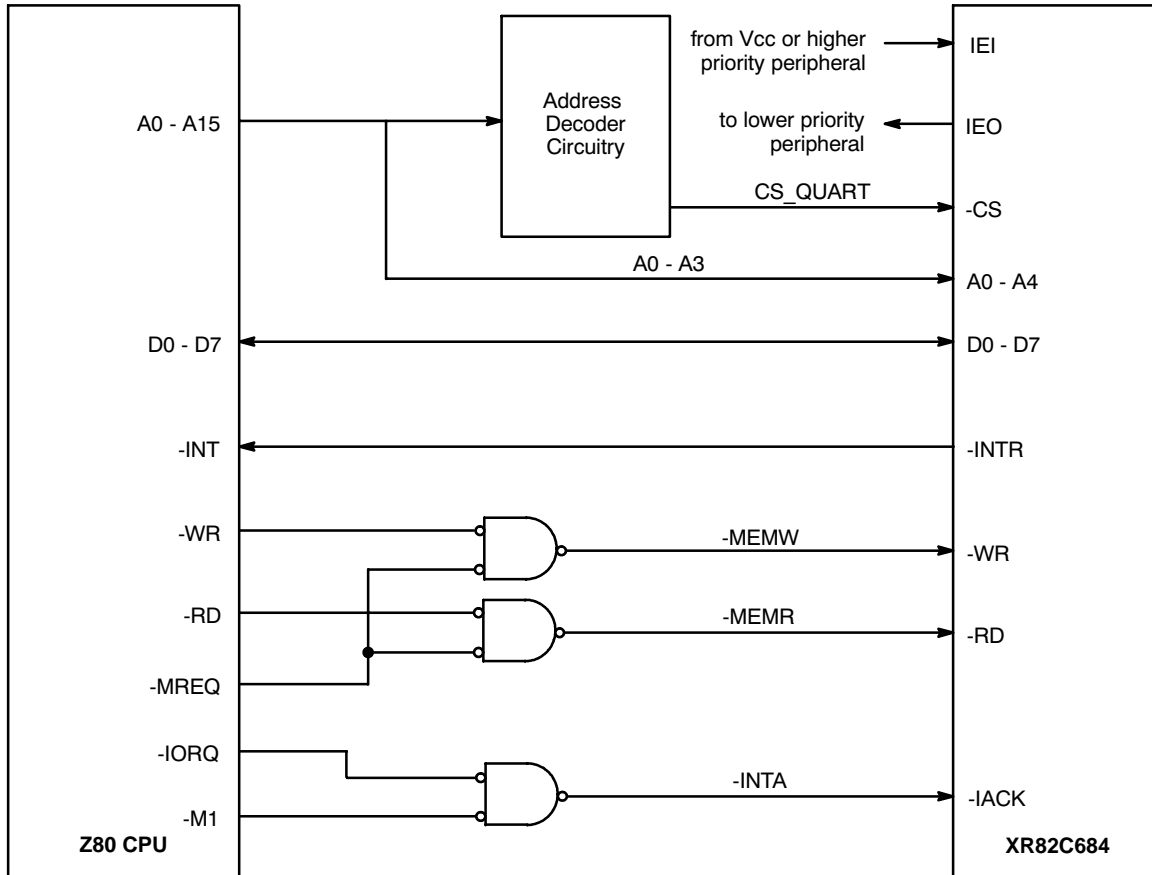 from Vcc or higher
priority peripheral
IEI
A0 - A15
Address
Decoder
Circuitry
to lower priority
peripheral
IEO
CS_QUART
-CS
A0 - A3
A0 - A4
D0 - D7
D0 - D7
-INT
-INTR
-WR
-MEMW
-WR
-RD
-MEMR
-RD
-MREQ
-IORQ
-INTA
-IACK
-M1
Z80 CPU
XR82C684